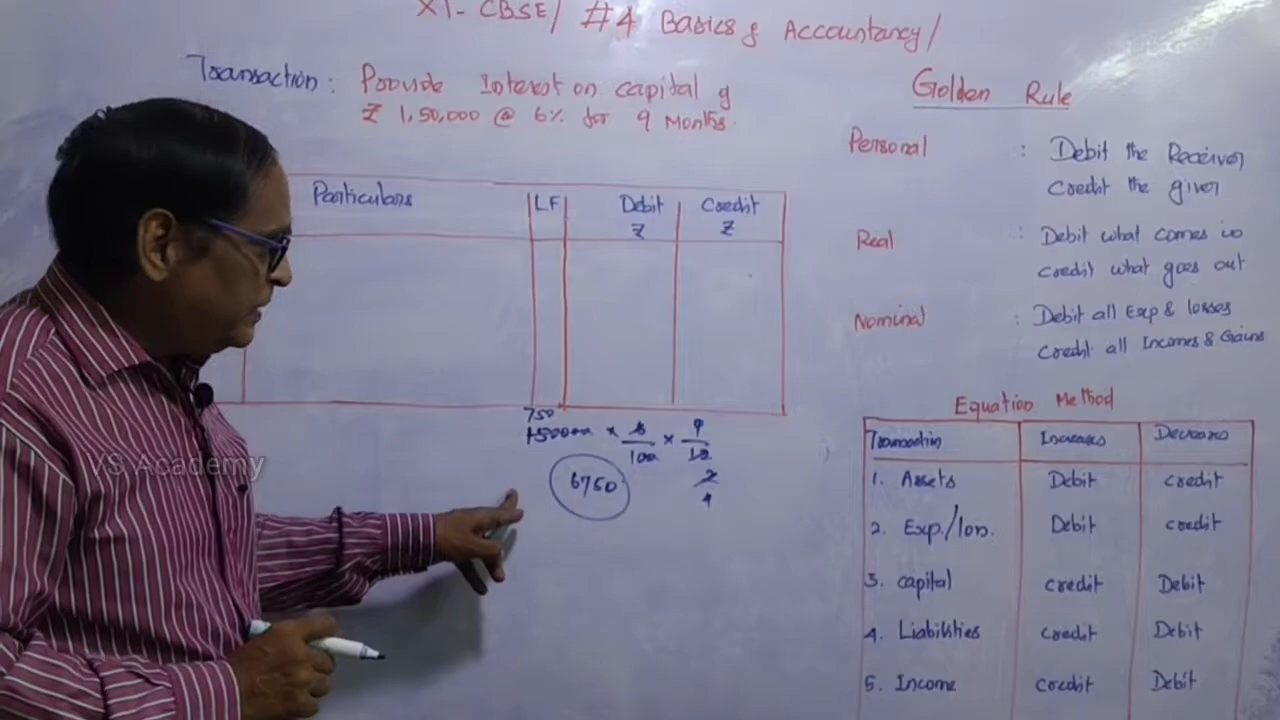 XI- CBSE/ #4 Basics of Accountancy/
Transaction: Provide Interest on capital of
₹ 1,50,000 @ 6% for 9 Months.
Particulars LF Debit ₹ Credit ₹
750
150000 × 6/100 × 9/12
2
4
6750
Golden Rule
Personal : Debit the Receiver
Credit the giver
Real : Debit what comes in
Credit what goes out
Nominal : Debit all Exp & losses
Credit all Incomes & Gains
Equation Method
Transaction Increases Decreases
1. Assets Debit Credit
2. Exp./loss. Debit Credit
3. Capital Credit Debit
4. Liabilities Credit Debit
5. Income Credit Debit
VS Academy